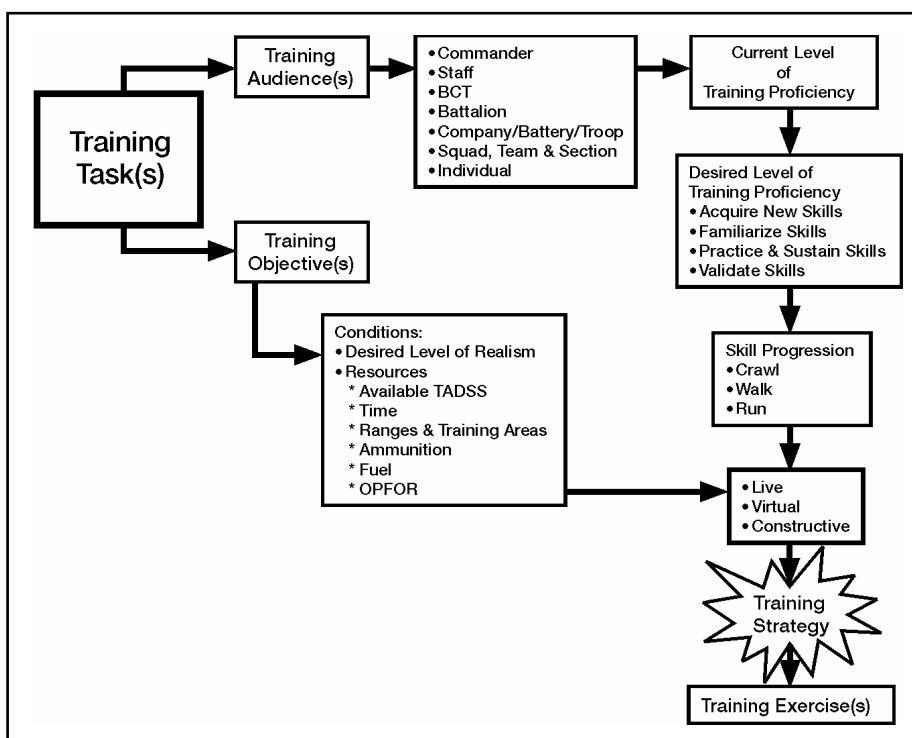 Training
Task(s)
Training
Audience(s)
• Commander
• Staff
• BCT
• Battalion
• Company/Battery/Troop
• Squad, Team & Section
• Individual
Current Level
of
Training Proficiency
Desired Level of
Training Proficiency
• Acquire New Skills
• Familiarize Skills
• Practice & Sustain Skills
• Validate Skills
Training
Objective(s)
Conditions:
• Desired Level of Realism
• Resources
* Available TADSS
* Time
* Ranges & Training Areas
* Ammunition
* Fuel
* OPFOR
Skill Progression
• Crawl
• Walk
• Run
• Live
• Virtual
• Constructive
Training
Strategy
Training Exercise(s)